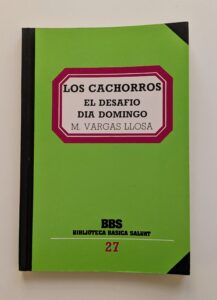 LOS CACHORROS
EL DESAFIO
DIA DOMINGO
M. VARGAS LLOSA
BBS
BIBLIOTECA BASICA SALVAT
27